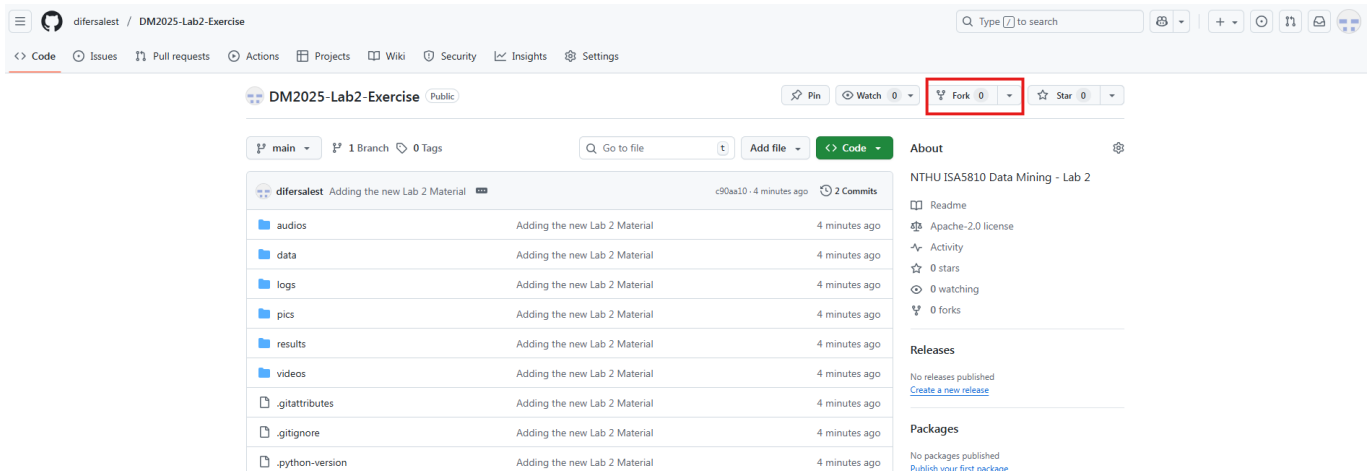 difersalest / DM2025-Lab2-Exercise
Type / to search
Code Issues Pull requests Actions Projects Wiki Security Insights Settings
DM2025-Lab2-Exercise Public
Pin Watch 0 Fork 0 Star 0
main 1 Branch 0 Tags Go to file t Add file <> Code
difersalest Adding the new Lab 2 Material c90aa10 · 4 minutes ago 2 Commits
audios Adding the new Lab 2 Material 4 minutes ago
data Adding the new Lab 2 Material 4 minutes ago
logs Adding the new Lab 2 Material 4 minutes ago
pics Adding the new Lab 2 Material 4 minutes ago
results Adding the new Lab 2 Material 4 minutes ago
videos Adding the new Lab 2 Material 4 minutes ago
.gitattributes Adding the new Lab 2 Material 4 minutes ago
.gitignore Adding the new Lab 2 Material 4 minutes ago
.python-version Adding the new Lab 2 Material 4 minutes ago
About
NTHU ISA5810 Data Mining - Lab 2
Readme
Apache-2.0 license
Activity
0 stars
0 watching
0 forks
Releases
No releases published
Create a new release
Packages
No packages published
Publish your first package